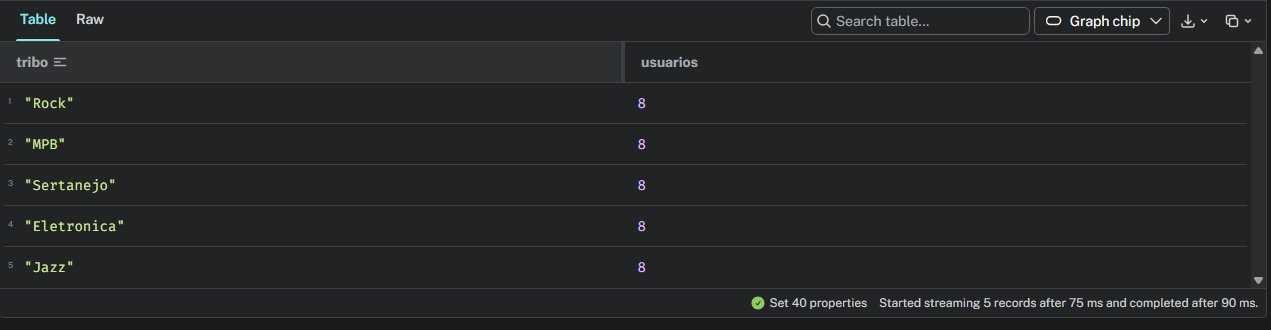 Table Raw Search table... Graph chip
tribo usuarios
1 "Rock" 8
2 "MPB" 8
3 "Sertanejo" 8
4 "Eletronica" 8
5 "Jazz" 8
Set 40 properties Started streaming 5 records after 75 ms and completed after 90 ms.